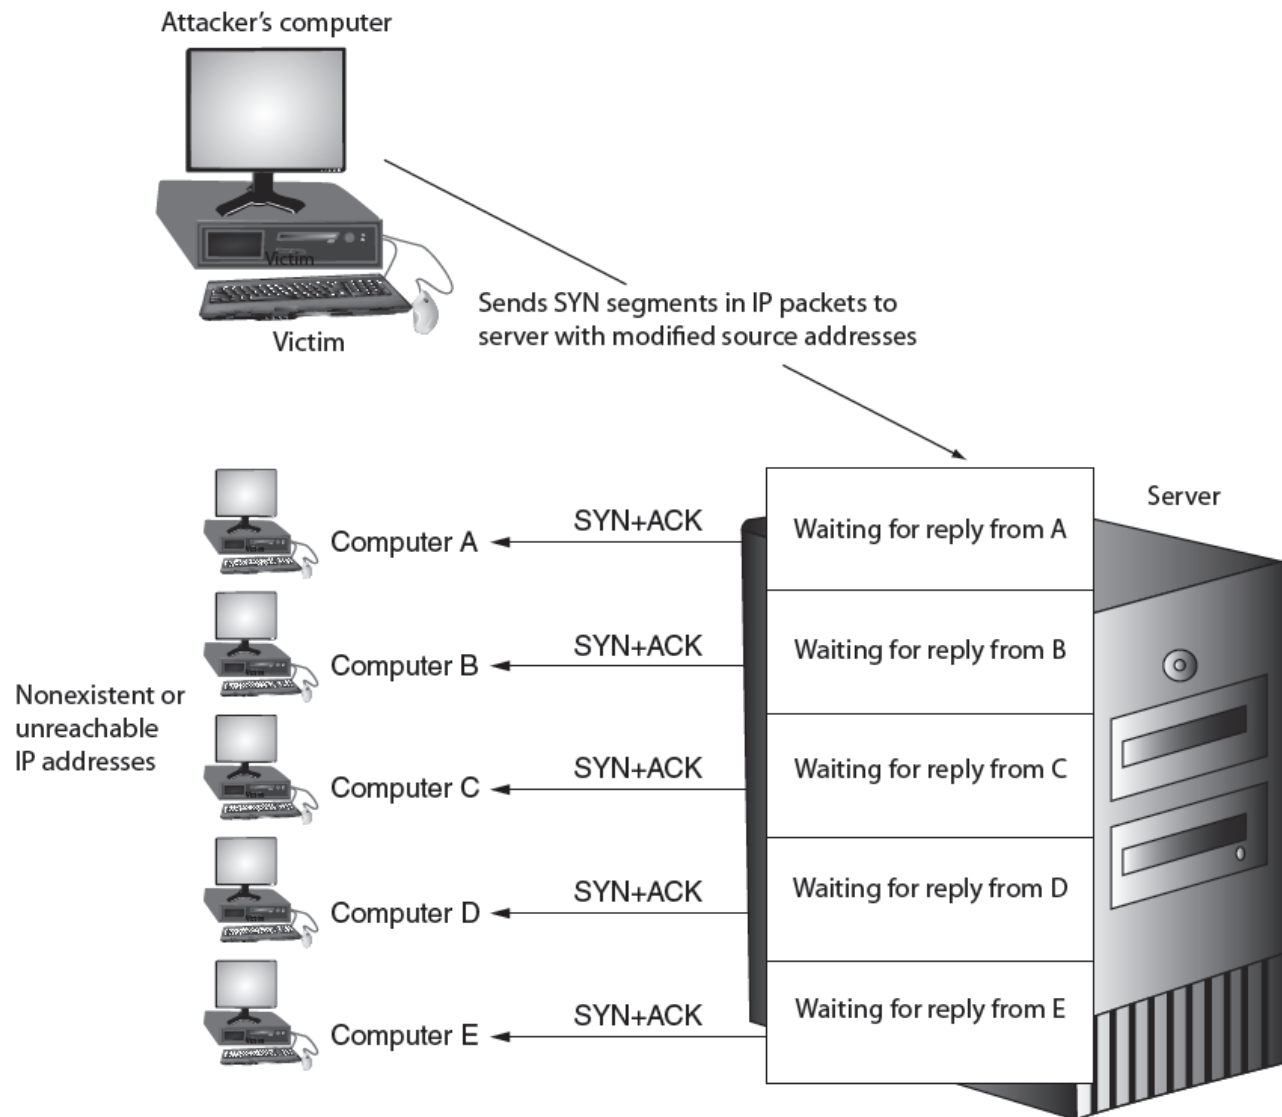 Attacker's computer
Victim
Victim
Sends SYN segments in IP packets to
server with modified source addresses
Server
Nonexistent or
unreachable
IP addresses
Computer A
SYN+ACK
Waiting for reply from A
Computer B
SYN+ACK
Waiting for reply from B
Computer C
SYN+ACK
Waiting for reply from C
Computer D
SYN+ACK
Waiting for reply from D
Computer E
SYN+ACK
Waiting for reply from E